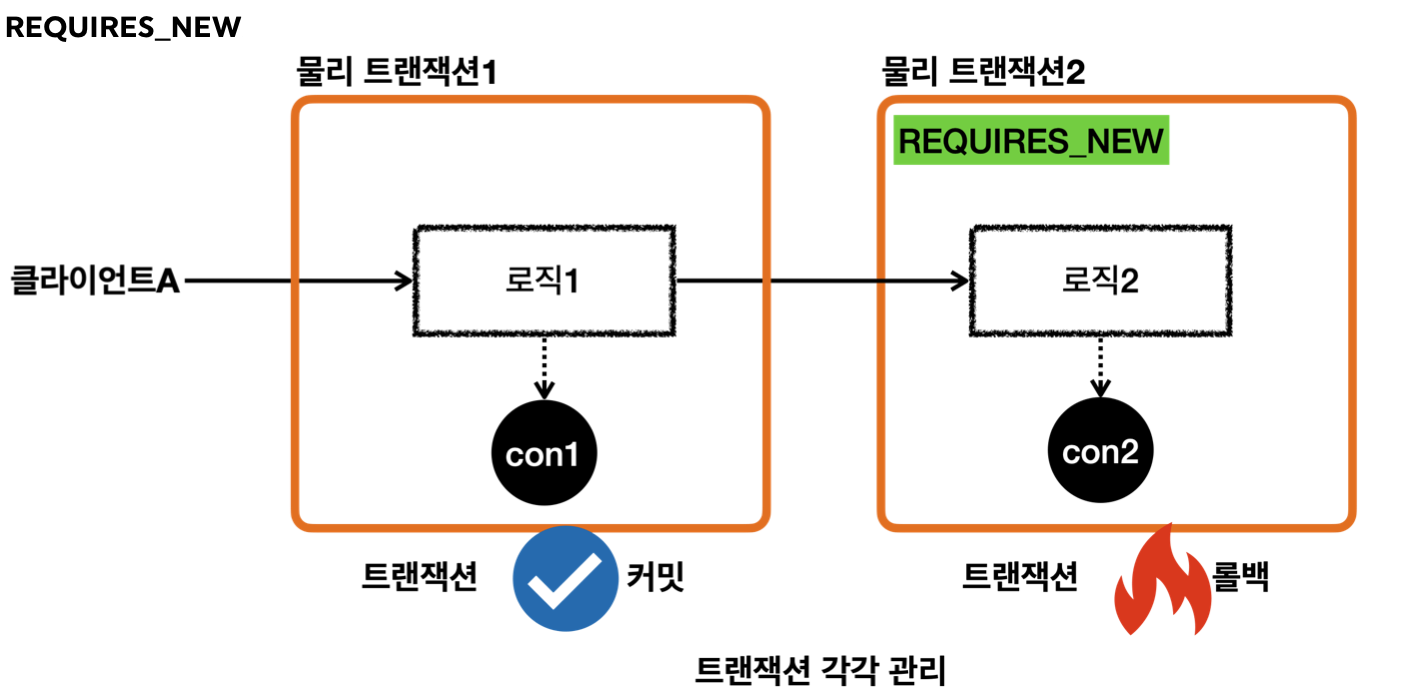 REQUIRES_NEW
물리 트랜잭션1
물리 트랜잭션2
REQUIRES_NEW
클라이언트A
로직1
로직2
con1
con2
트랜잭션 커밋
트랜잭션 롤백
트랜잭션 각각 관리